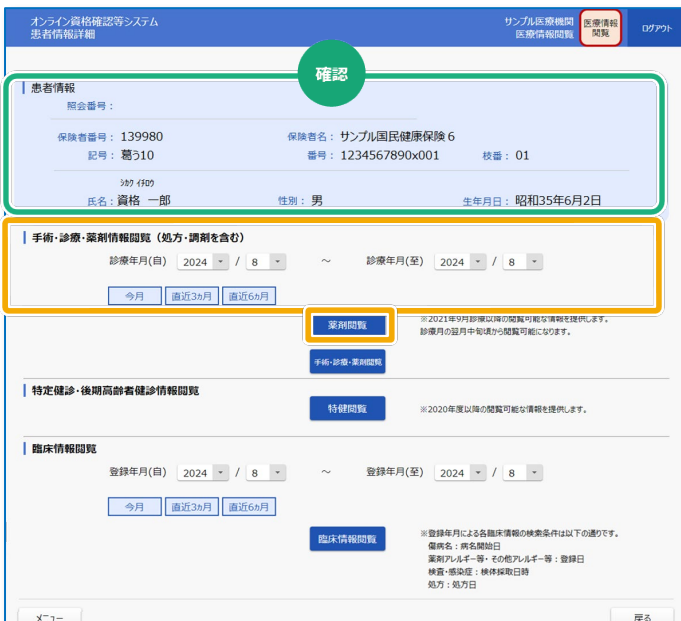 オンライン資格確認等システム
患者情報詳細
サンプル医療機関
医療情報閲覧
医療情報
閲覧
ログアウト
確認
患者情報
照会番号：
保険者番号： 139980 保険者名： サンプル国民健康保険6
記号： 葛う10 番号： 1234567890x001 枝番： 01
シカク イチロウ
氏名： 資格 一郎 性別： 男 生年月日： 昭和35年6月2日
手術・診療・薬剤情報閲覧（処方・調剤を含む）
診療年月(自) 2024 / 8 ～ 診療年月(至) 2024 / 8
今月 直近3ヵ月 直近6ヵ月
薬剤閲覧
※2021年9月診療以降の閲覧可能な情報を提供します。
診療月の翌月中旬頃から閲覧可能になります。
手術・診療・薬剤閲覧
特定健診・後期高齢者健診情報閲覧
特健閲覧 ※2020年度以降の閲覧可能な情報を提供します。
臨床情報閲覧
登録年月(自) 2024 / 8 ～ 登録年月(至) 2024 / 8
今月 直近3ヵ月 直近6ヵ月
臨床情報閲覧
※登録年月による各臨床情報の検索条件は以下の通りです。
傷病名：病名開始日
薬剤アレルギー等・その他アレルギー等：登録日
検査・感染症：検体採取日時
処方：処方日
メニュー 戻る